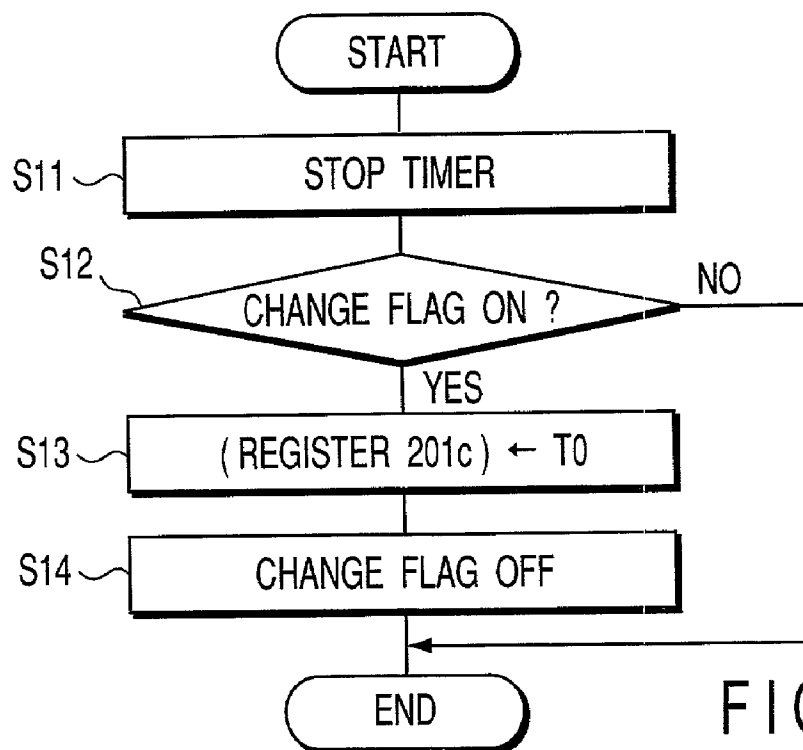 START
S11 STOP TIMER
S12 CHANGE FLAG ON ? NO
YES
S13 (REGISTER 201c) ← T0
S14 CHANGE FLAG OFF
END